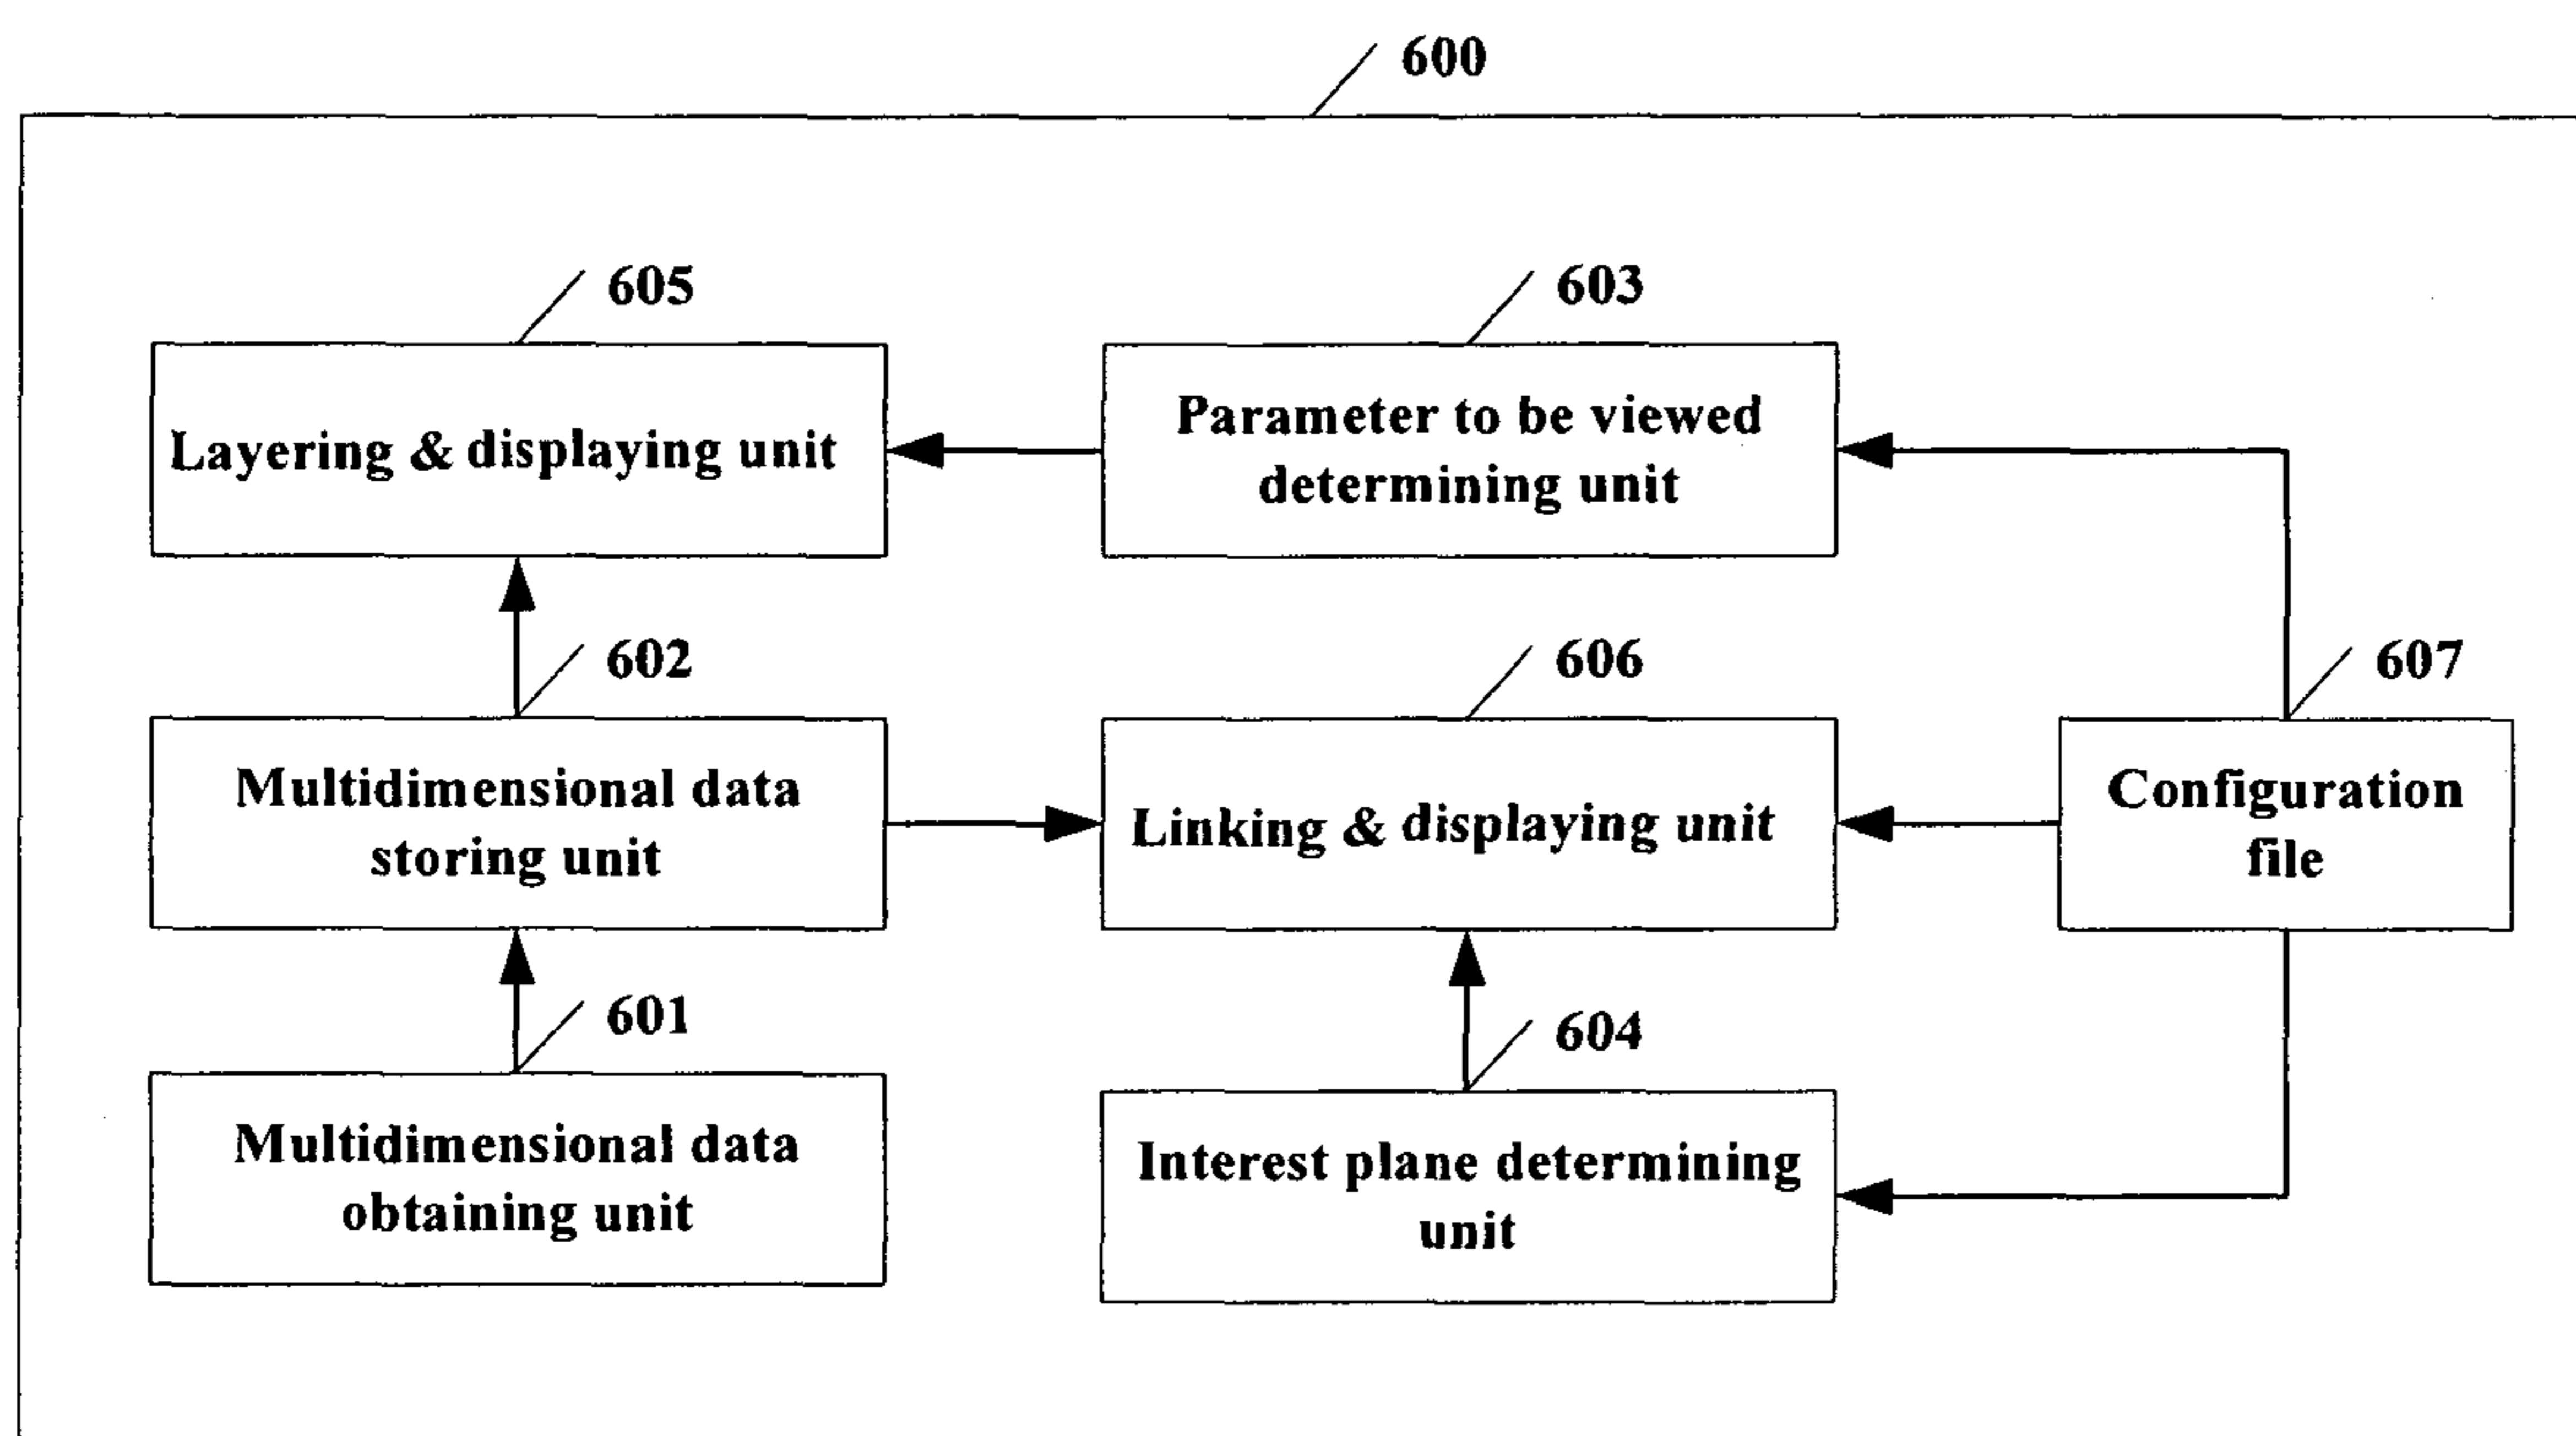 600
605
603
Layering & displaying unit
Parameter to be viewed
determining unit
602
606
607
Multidimensional data
storing unit
Linking & displaying unit
Configuration
file
601
604
Multidimensional data
obtaining unit
Interest plane determining
unit